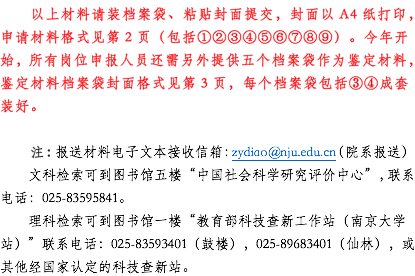 以上材料请装档案袋、粘贴封面提交，封面以 A4 纸打印，
申请材料格式见第 2 页（包括①②③④⑤⑥⑦⑧⑨）。今年开
始，所有岗位申报人员还需另外提供五个档案袋作为鉴定材料，
鉴定材料档案袋封面格式见第 3 页，每个档案袋包括③④成套
装好。
注：报送材料电子文本接收信箱：zydiao@nju.edu.cn(院系报送)
文科检索可到图书馆五楼“中国社会科学研究评价中心”,联系
电话：025-83595841。
理科检索可到图书馆一楼“教育部科技查新工作站（南京大学
站）”联系电话：025-83593401（鼓楼），025-89683401（仙林），或
其他经国家认定的科技查新站。